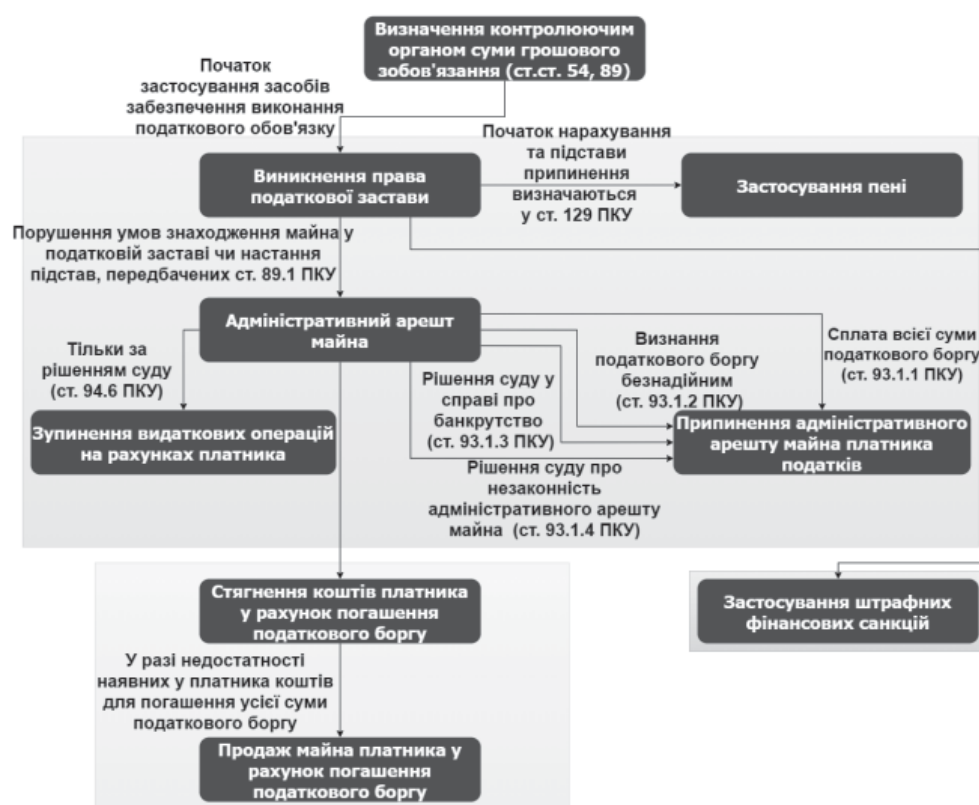 Визначення контролюючим
органом суми грошового
зобов'язання (ст.ст. 54, 89)
Початок
застосування засобів
забезпечення виконання
податкового обов'язку
Виникнення права
податкової застави
Початок нарахування
та підстави
припинення
визначаються
у ст. 129 ПКУ
Застосування пені
Порушення умов знаходження майна у
податковій заставі чи настання
підстав, передбачених ст. 89.1 ПКУ
Адміністративний арешт
майна
Тільки за
рішенням суду
(ст. 94.6 ПКУ)
Зупинення видаткових операцій
на рахунках платника
Рішення суду у
справі про
банкрутство
(ст. 93.1.3 ПКУ)
Визнання
податкового боргу
безнадійним
(ст. 93.1.2 ПКУ)
Сплата всієї суми
податкового боргу
(ст. 93.1.1 ПКУ)
Припинення адміністративного
арешту майна платника
податків
Рішення суду про
незаконність
адміністративного арешту
майна (ст. 93.1.4 ПКУ)
Стягнення коштів платника
у рахунок погашення
податкового боргу
Застосування штрафних
фінансових санкцій
У разі недостатності
наявних у платника коштів
для погашення усієї суми
податкового боргу
Продаж майна платника у
рахунок погашення
податкового боргу